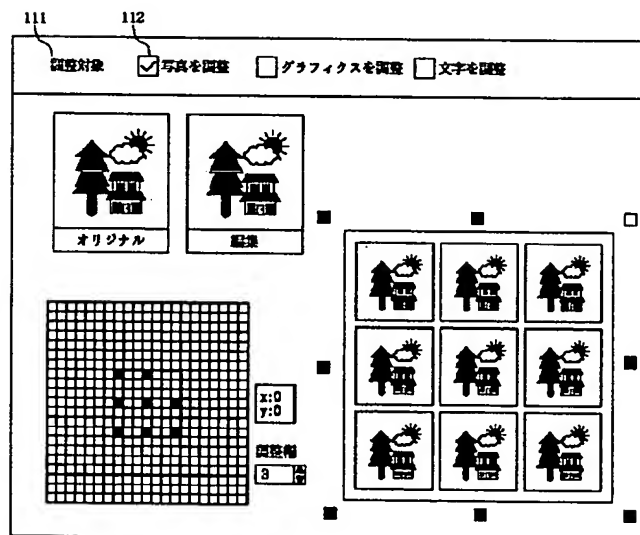 111
112
調整対象 写真を調整 グラフィクスを調整 文字を調整
オリジナル
編集
x:0
y:0
調整幅
3